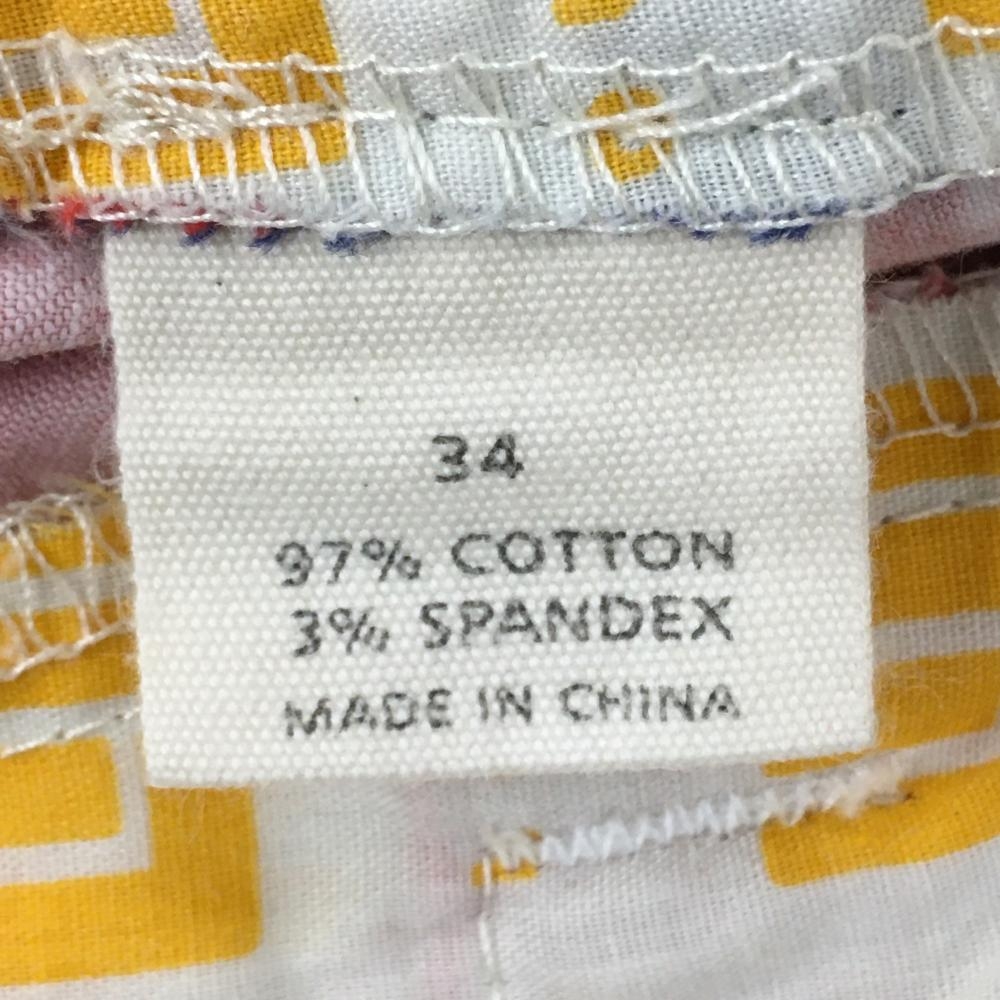 34
97% COTTON
3% SPANDEX
MADE IN CHINA